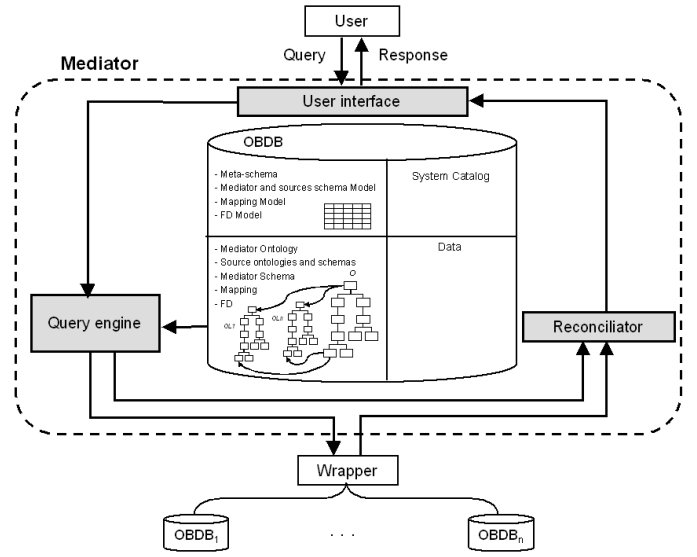 User
Query
Response
Mediator
User interface
OBDB
- Meta-schema
- Mediator and sources schema Model
- Mapping Model
- FD Model
System Catalog
- Mediator Ontology
- Source ontologies and schemas
- Mediator Schema
- Mapping
- FD
Data
O
OL1
Query engine
Reconciliator
Wrapper
OBDB1
. . .
OBDBn